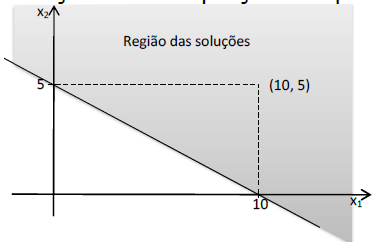 x₂
Região das soluções
5
(10, 5)
10
x₁